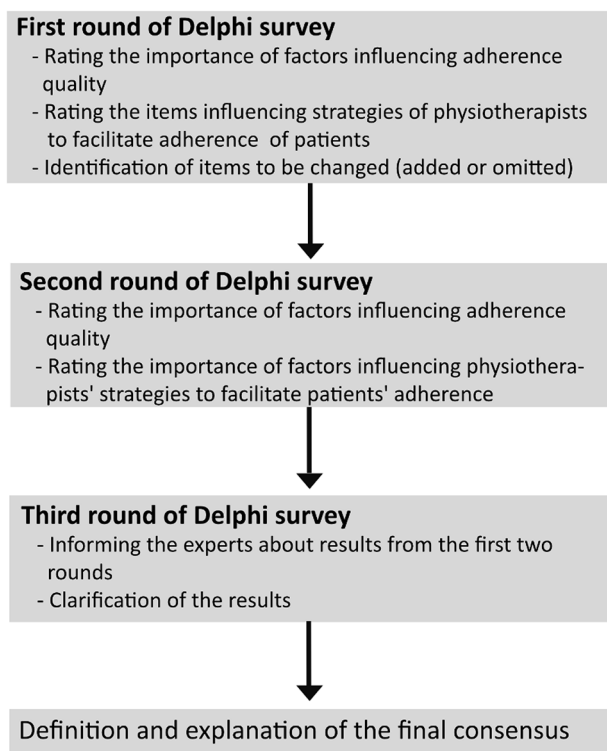 First round of Delphi survey
- Rating the importance of factors influencing adherence
quality
- Rating the items influencing strategies of physiotherapists
to facilitate adherence of patients
- Identification of items to be changed (added or omitted)
Second round of Delphi survey
- Rating the importance of factors influencing adherence
quality
- Rating the importance of factors influencing physiothera-
pists' strategies to facilitate patients' adherence
Third round of Delphi survey
- Informing the experts about results from the first two
rounds
- Clarification of the results
Definition and explanation of the final consensus